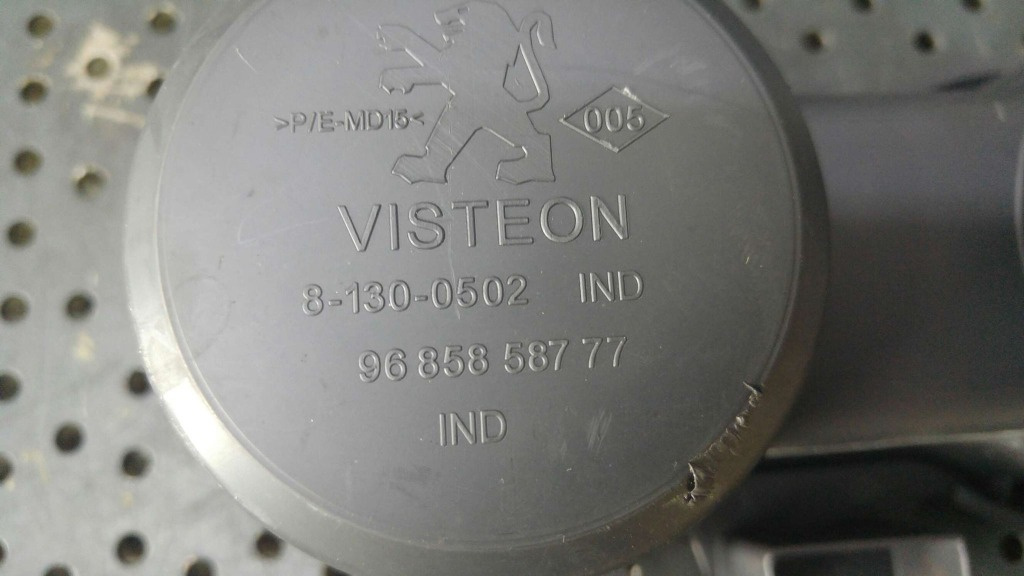 >P/E-MD15< 005
VISTEON
8-130-0502 IND
96 858 587 77
IND